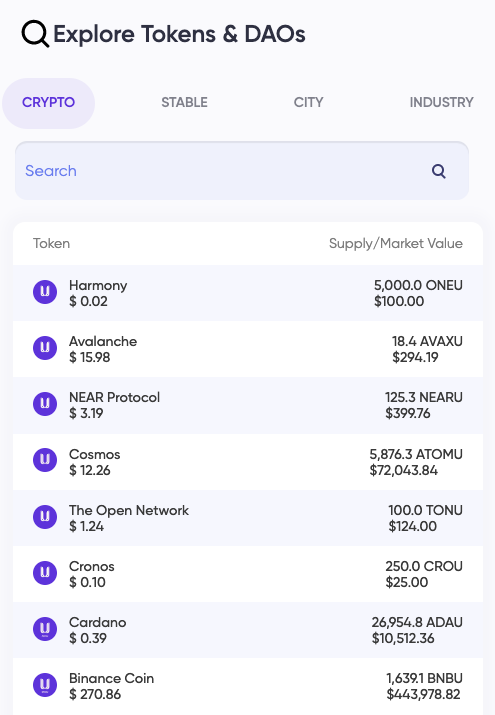 Explore Tokens & DAOs
CRYPTO STABLE CITY INDUSTRY
Search
Token Supply/Market Value
Harmony 5,000.0 ONEU
$ 0.02 $100.00
Avalanche 18.4 AVAXU
$ 15.98 $294.19
NEAR Protocol 125.3 NEARU
$ 3.19 $399.76
Cosmos 5,876.3 ATOMU
$ 12.26 $72,043.84
The Open Network 100.0 TONU
$ 1.24 $124.00
Cronos 250.0 CROU
$ 0.10 $25.00
Cardano 26,954.8 ADAU
$ 0.39 $10,512.36
Binance Coin 1,639.1 BNBU
$ 270.86 $443,978.82